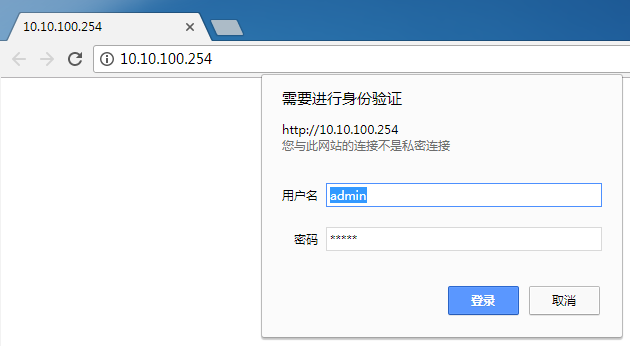 10.10.100.254
10.10.100.254
需要进行身份验证
http://10.10.100.254
您与此网站的连接不是私密连接
用户名 admin
密码 *****
登录 取消